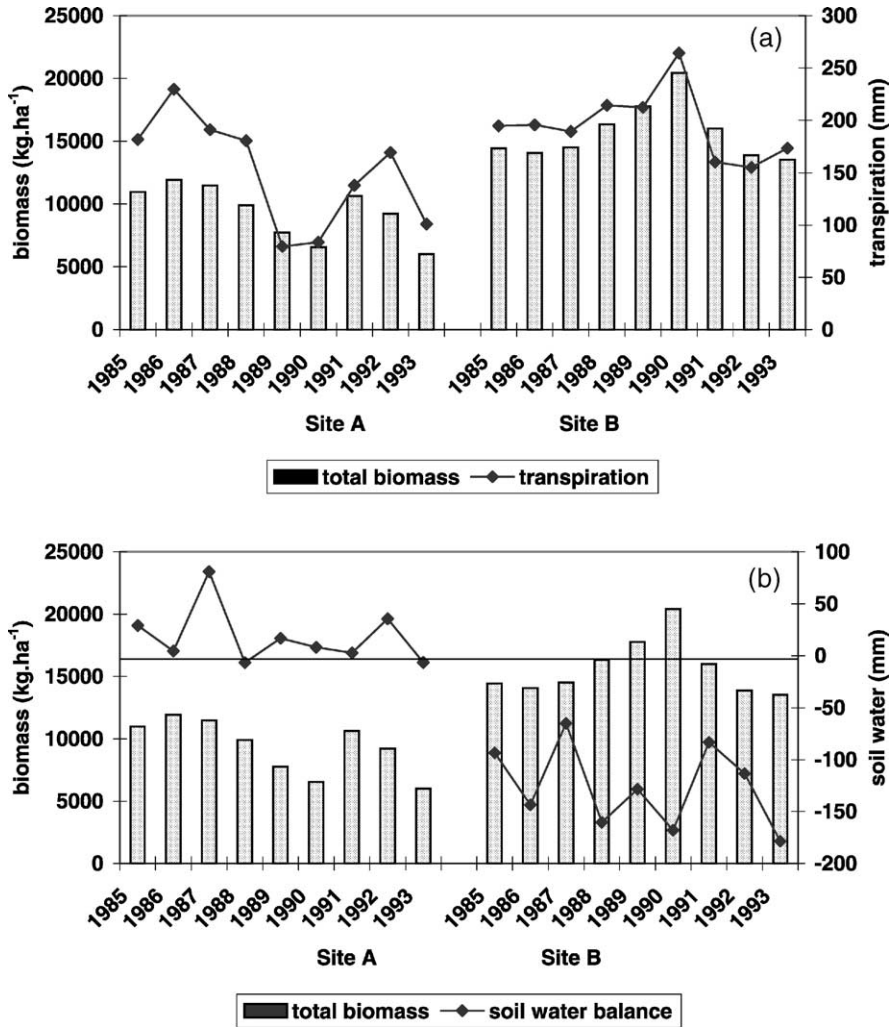 (a)
biomass (kg.ha-1)
25000
20000
15000
10000
5000
0
300
250
200
150
100
50
0
transpiration (mm)
1985 1986 1987 1988 1989 1990 1991 1992 1993 1985 1986 1987 1988 1989 1990 1991 1992 1993
Site A Site B
total biomass transpiration
(b)
biomass (kg.ha-1)
25000
20000
15000
10000
5000
0
100
50
0
-50
-100
-150
-200
soil water (mm)
1985 1986 1987 1988 1989 1990 1991 1992 1993 1985 1986 1987 1988 1989 1990 1991 1992 1993
Site A Site B
total biomass soil water balance